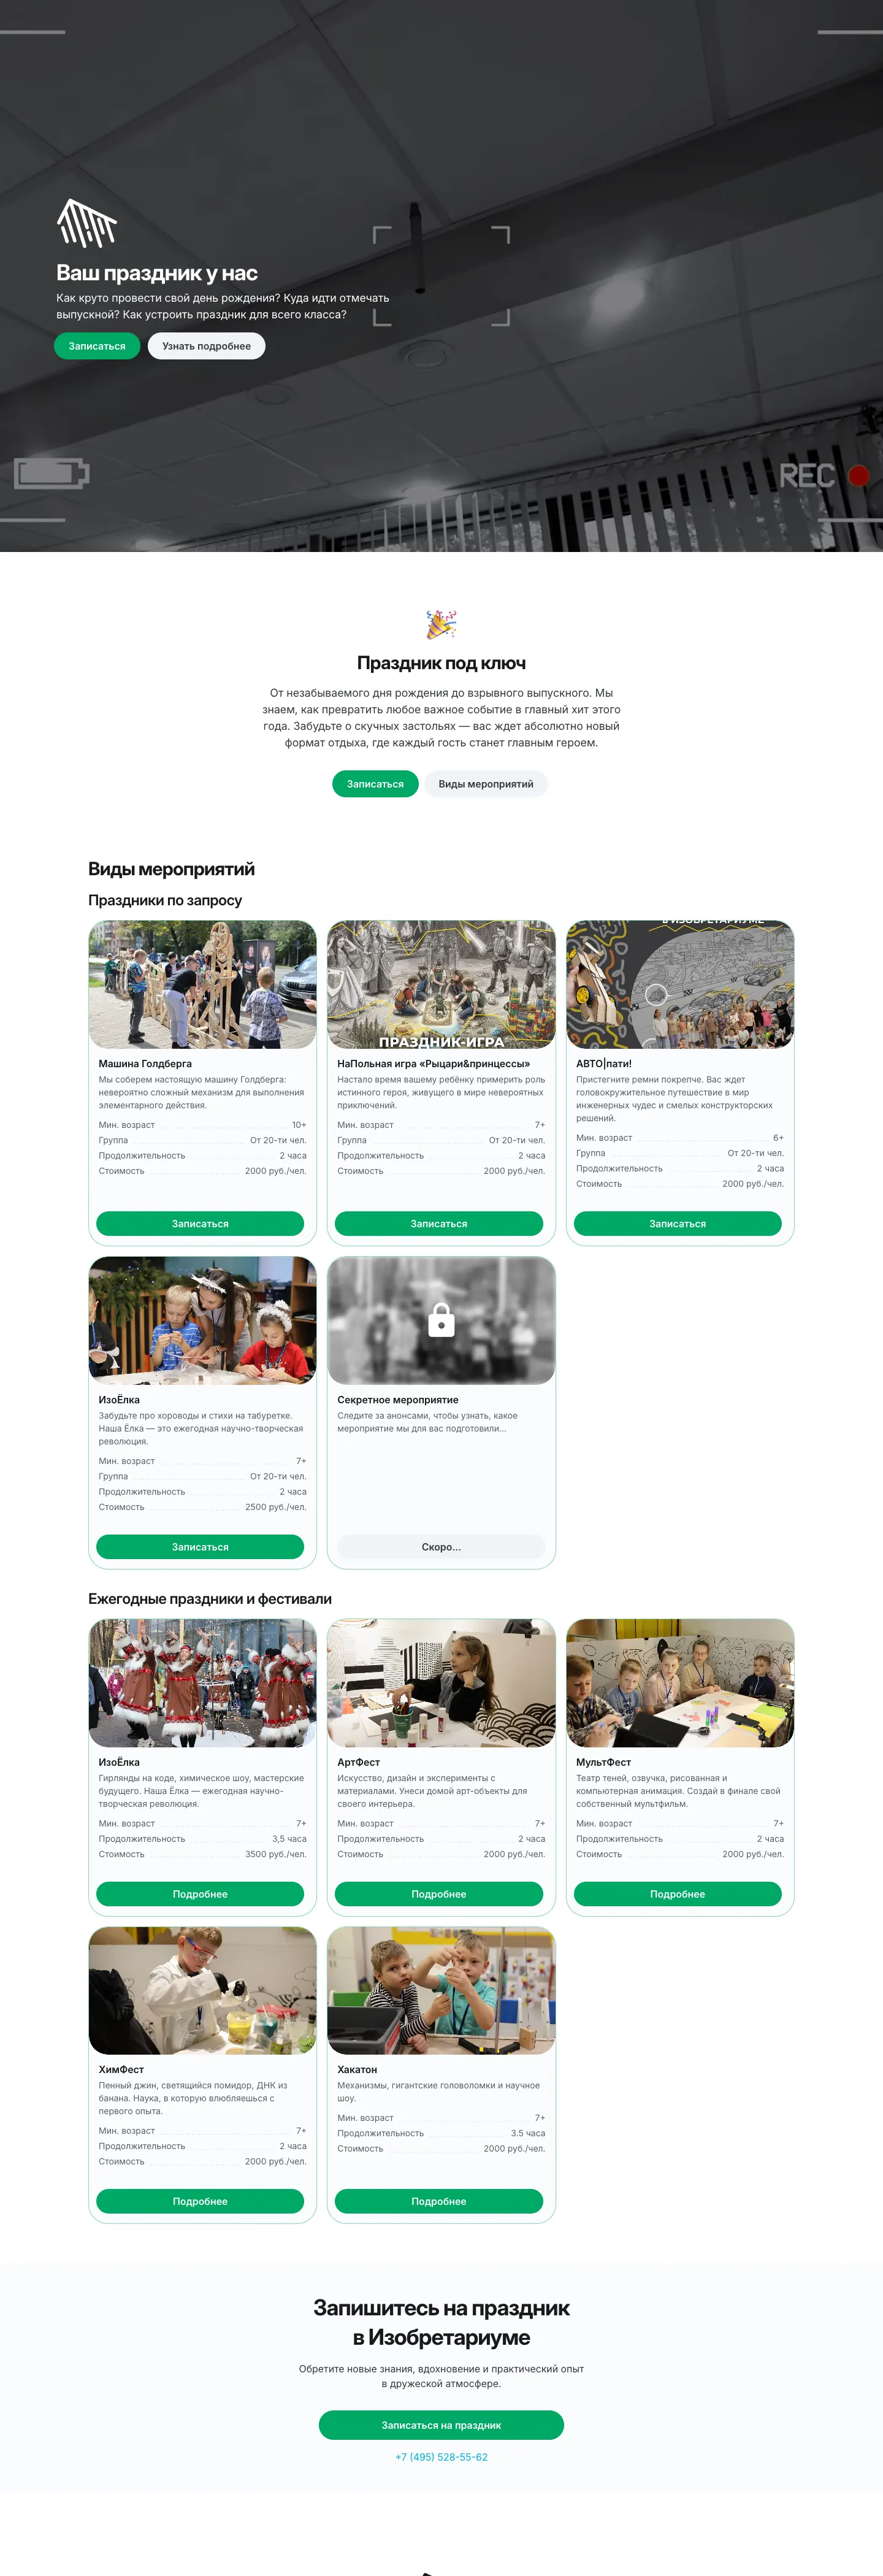 Ваш праздник у нас
Как круто провести свой день рождения? Куда идти отмечать
выпускной? Как устроить праздник для всего класса?
Записаться
Узнать подробнее
REC
Праздник под ключ
От незабываемого дня рождения до взрывного выпускного. Мы
знаем, как превратить любое важное событие в главный хит этого
года. Забудьте о скучных застольях — вас ждет абсолютно новый
формат отдыха, где каждый гость станет главным героем.
Записаться
Виды мероприятий
Виды мероприятий
Праздники по запросу
Машина Голдберга
Мы соберем настоящую машину Голдберга:
невероятно сложный механизм для выполнения
элементарного действия.
Мин. возраст 10+
Группа От 20-ти чел.
Продолжительность 2 часа
Стоимость 2000 руб./чел.
Записаться
ПРАЗДНИК-ИГРА
НаПольная игра «Рыцари&принцессы»
Настало время вашему ребёнку примерить роль
истинного героя, живущего в мире невероятных
приключений.
Мин. возраст 7+
Группа От 20-ти чел.
Продолжительность 2 часа
Стоимость 2000 руб./чел.
Записаться
В ИЗОБРЕТАРИУМЕ
АВТО|пати!
Пристегните ремни покрепче. Вас ждет
головокружительное путешествие в мир
инженерных чудес и смелых конструкторских
решений.
Мин. возраст 6+
Группа От 20-ти чел.
Продолжительность 2 часа
Стоимость 2000 руб./чел.
Записаться
ИзоЁлка
Забудьте про хороводы и стихи на табуретке.
Наша Ёлка — это ежегодная научно-творческая
революция.
Мин. возраст 7+
Группа От 20-ти чел.
Продолжительность 2 часа
Стоимость 2500 руб./чел.
Записаться
Секретное мероприятие
Следите за анонсами, чтобы узнать, какое
мероприятие мы для вас подготовили...
Скоро...
Ежегодные праздники и фестивали
ИзоЁлка
Гирлянды на коде, химическое шоу, мастерские
будущего. Наша Ёлка — ежегодная научно-
творческая революция.
Мин. возраст 7+
Продолжительность 3,5 часа
Стоимость 3500 руб./чел.
Подробнее
АртФест
Искусство, дизайн и эксперименты с
материалами. Унеси домой арт-объекты для
своего интерьера.
Мин. возраст 7+
Продолжительность 2 часа
Стоимость 2000 руб./чел.
Подробнее
МультФест
Театр теней, озвучка, рисованная и
компьютерная анимация. Создай в финале свой
собственный мультфильм.
Мин. возраст 7+
Продолжительность 2 часа
Стоимость 2000 руб./чел.
Подробнее
ХимФест
Пенный джин, светящийся помидор, ДНК из
банана. Наука, в которую влюбляешься с
первого опыта.
Мин. возраст 7+
Продолжительность 2 часа
Стоимость 2000 руб./чел.
Подробнее
Хакатон
Механизмы, гигантские головоломки и научное
шоу.
Мин. возраст 7+
Продолжительность 3.5 часа
Стоимость 2000 руб./чел.
Подробнее
Запишитесь на праздник
в Изобретариуме
Обретите новые знания, вдохновение и практический опыт
в дружеской атмосфере.
Записаться на праздник
+7 (495) 528-55-62